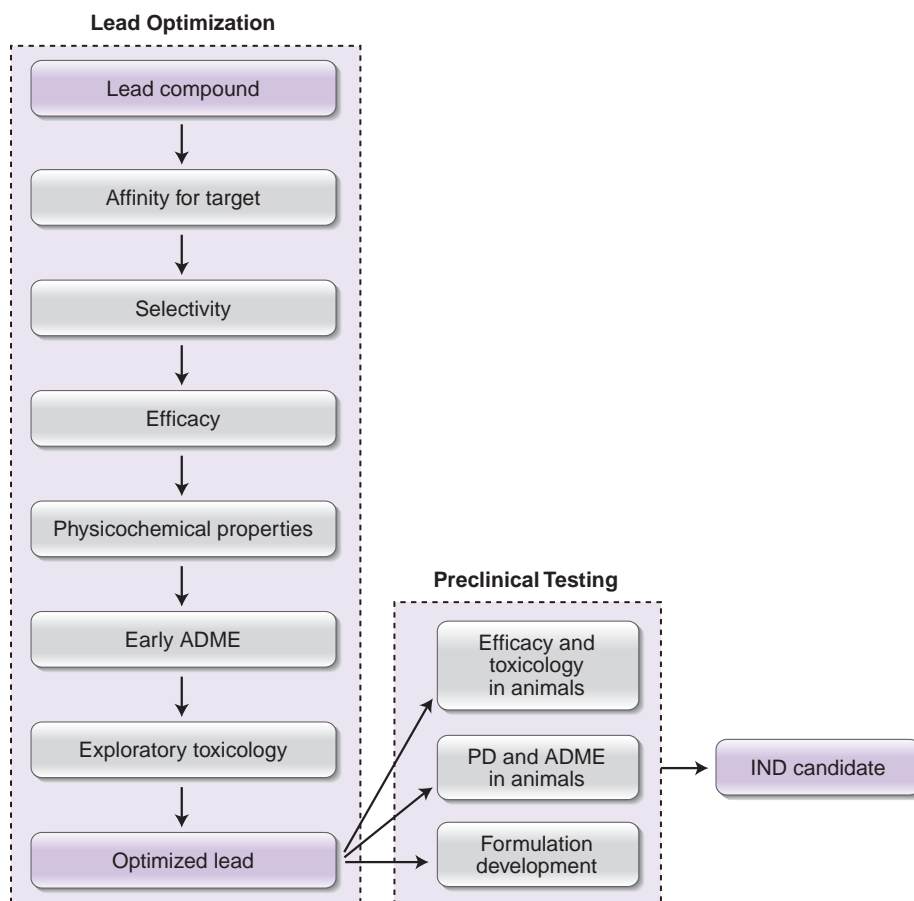 Lead Optimization
Lead compound
Affinity for target
Selectivity
Efficacy
Physicochemical properties
Early ADME
Exploratory toxicology
Optimized lead
Preclinical Testing
Efficacy and
toxicology
in animals
PD and ADME
in animals
Formulation
development
IND candidate